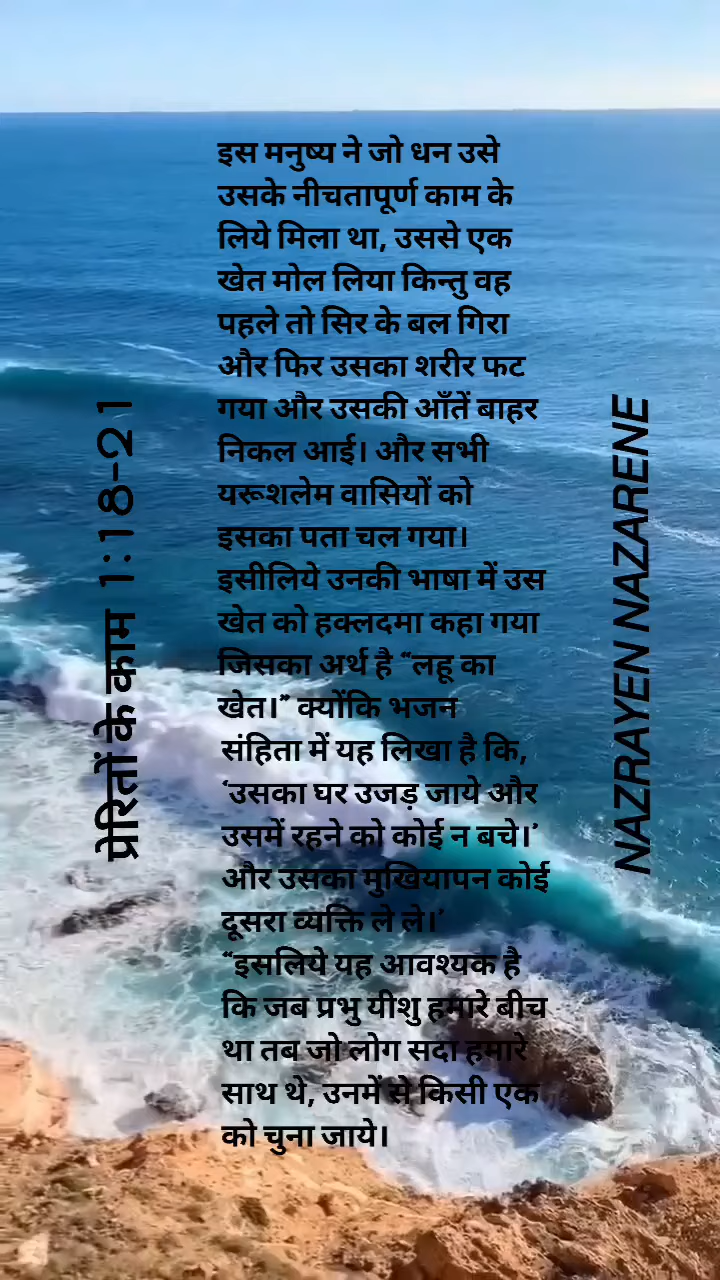 इस मनुष्य ने जो धन उसे
उसके नीचतापूर्ण काम के
लिये मिला था, उससे एक
खेत मोल लिया किन्तु वह
पहले तो सिर के बल गिरा
और फिर उसका शरीर फट
गया और उसकी आँतें बाहर
निकल आई। और सभी
यरूशलेम वासियों को
इसका पता चल गया।
इसीलिये उनकी भाषा में उस
खेत को हक्लदमा कहा गया
जिसका अर्थ है “लहू का
खेत।” क्योंकि भजन
संहिता में यह लिखा है कि,
‘उसका घर उजड़ जाये और
उसमें रहने को कोई न बचे।’
और उसका मुखियापन कोई
दूसरा व्यक्ति ले ले।’
“इसलिये यह आवश्यक है
कि जब प्रभु यीशु हमारे बीच
था तब जो लोग सदा हमारे
साथ थे, उनमें से किसी एक
को चुना जाये।
प्रेरितों के काम 1:18-21
NAZRAYEN NAZARENE